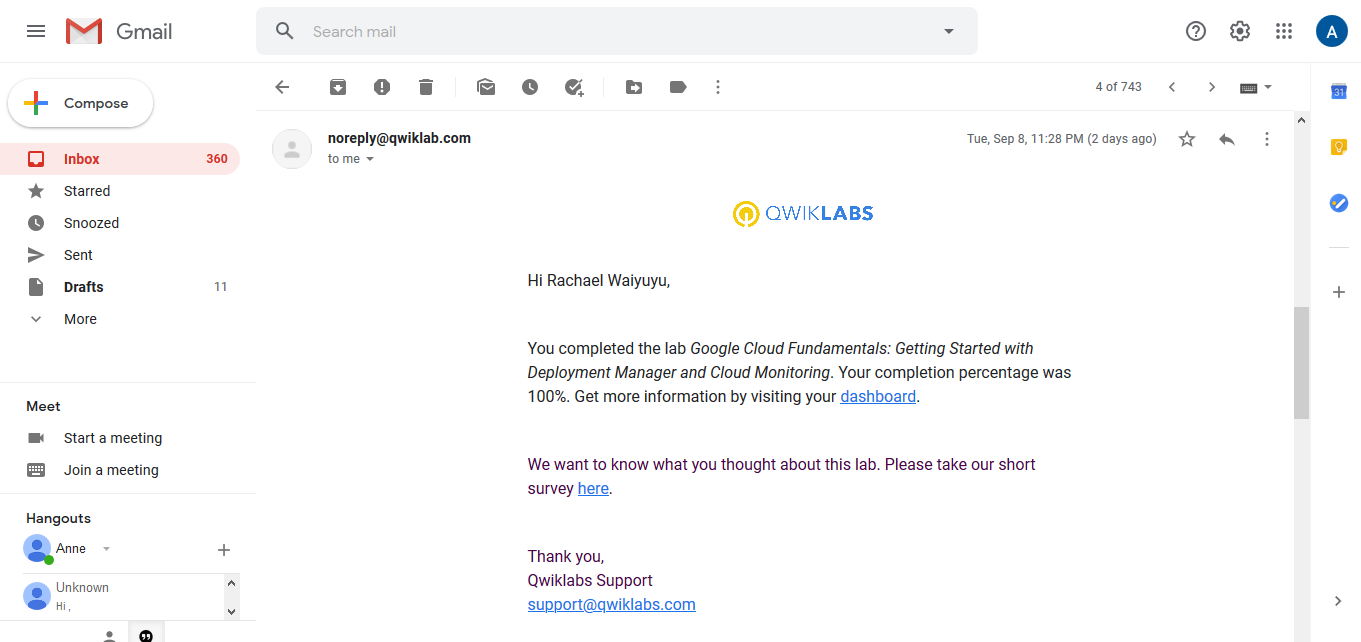 Gmail
Search mail
A
Compose
4 of 743
31
Inbox 360
Starred
Snoozed
Sent
Drafts 11
More
Meet
Start a meeting
Join a meeting
Hangouts
Anne
Unknown
Hi ,
noreply@qwiklab.com
to me
Tue, Sep 8, 11:28 PM (2 days ago)
QWIKLABS
Hi Rachael Waiyuyu,
You completed the lab Google Cloud Fundamentals: Getting Started with
Deployment Manager and Cloud Monitoring. Your completion percentage was
100%. Get more information by visiting your dashboard.
We want to know what you thought about this lab. Please take our short
survey here.
Thank you,
Qwiklabs Support
support@qwiklabs.com